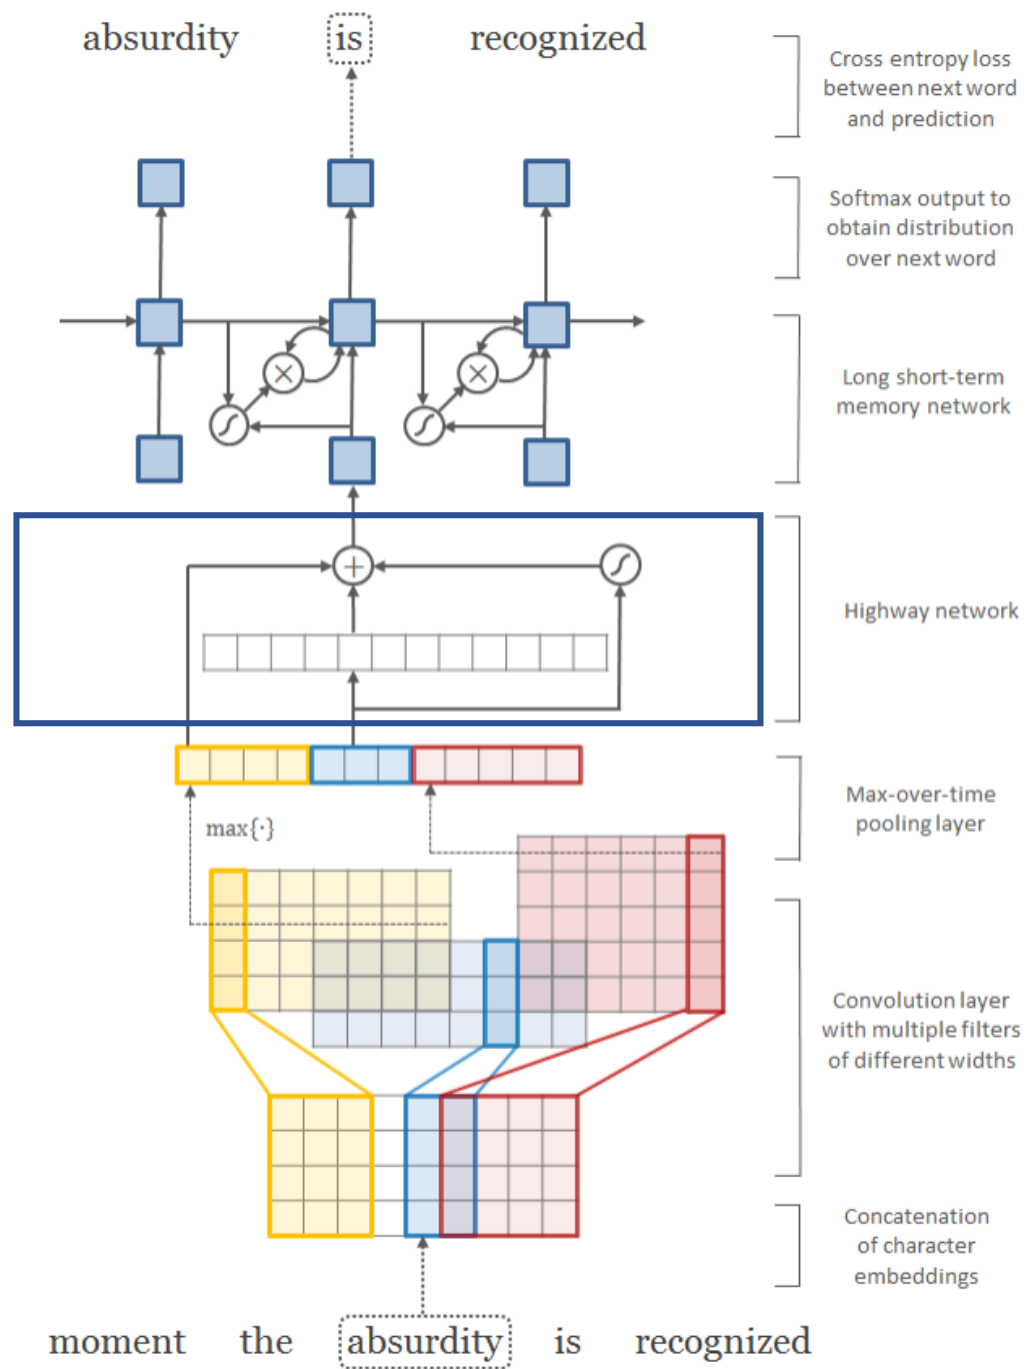 absurdity is recognized
Cross entropy loss
between next word
and prediction
Softmax output to
obtain distribution
over next word
Long short-term
memory network
Highway network
Max-over-time
pooling layer
max{·}
Convolution layer
with multiple filters
of different widths
Concatenation
of character
embeddings
moment the absurdity is recognized